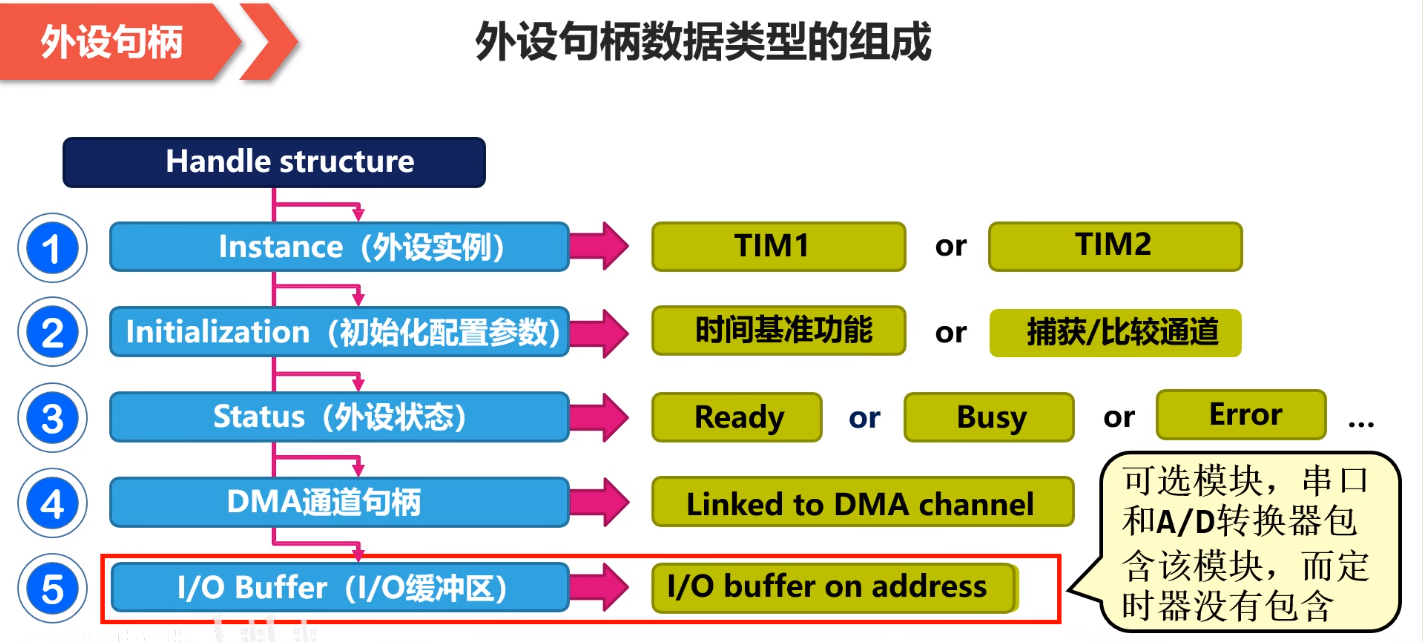 外设句柄
外设句柄数据类型的组成
Handle structure
1 Instance（外设实例） TIM1 or TIM2
2 Initialization（初始化配置参数） 时间基准功能 or 捕获/比较通道
3 Status（外设状态） Ready or Busy or Error ...
4 DMA通道句柄 Linked to DMA channel
5 I/O Buffer（I/O缓冲区） I/O buffer on address
可选模块，串口
和A/D转换器包
含该模块，而定
时器没有包含